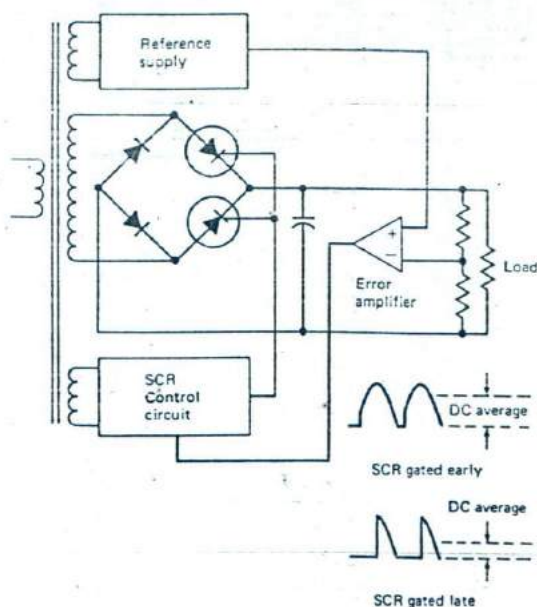 Reference
supply
+
−
Error
amplifier
Load
SCR
Control
circuit
DC average
SCR gated early
DC average
SCR gated late